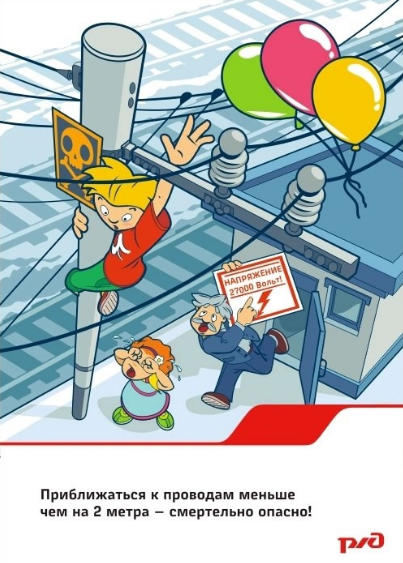 НАПРЯЖЕНИЕ
27000 Вольт!
Приближаться к проводам меньше
чем на 2 метра – смертельно опасно!
ржд